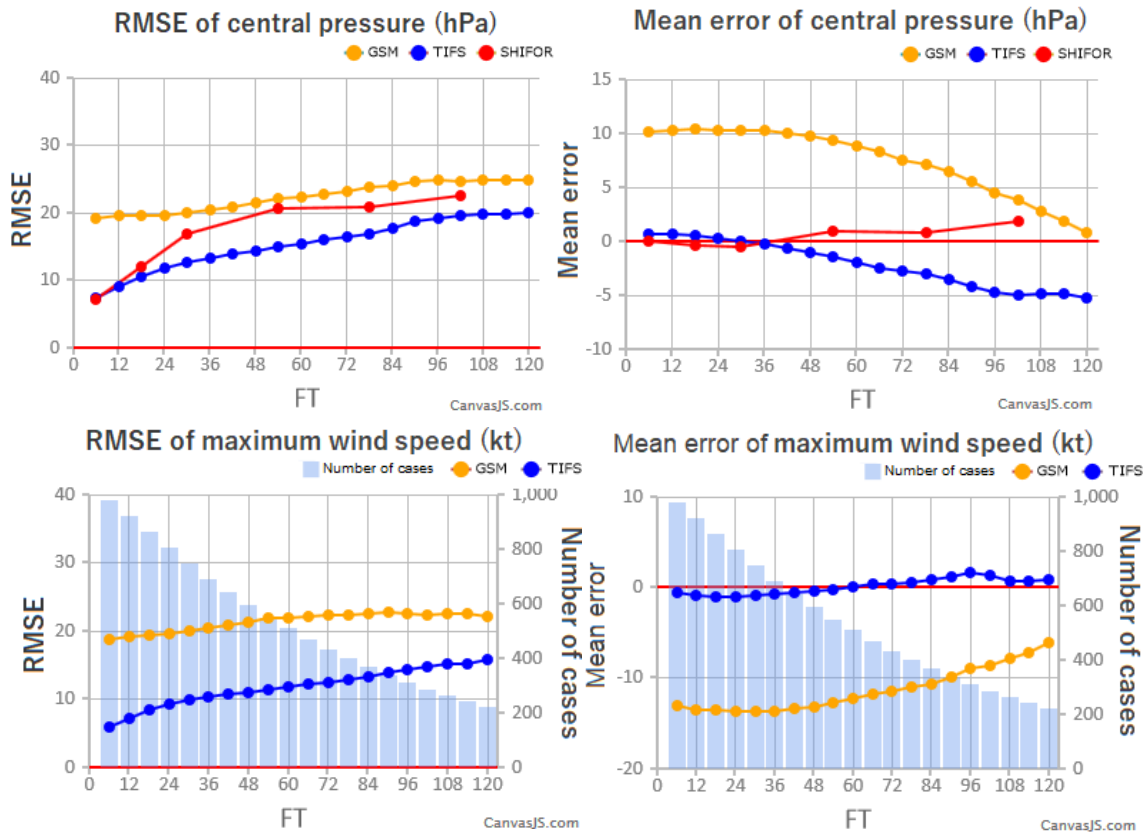 RMSE of central pressure (hPa)
GSM TIFS SHIFOR
40
30
20
10
0
RMSE
0 12 24 36 48 60 72 84 96 108 120
FT
CanvasJS.com
Mean error of central pressure (hPa)
GSM TIFS SHIFOR
15
10
5
0
-5
-10
Mean error
0 12 24 36 48 60 72 84 96 108 120
FT
CanvasJS.com
RMSE of maximum wind speed (kt)
Number of cases GSM TIFS
40
30
20
10
0
RMSE
1,000
800
600
400
200
0
Number of cases
0 12 24 36 48 60 72 84 96 108 120
FT
CanvasJS.com
Mean error of maximum wind speed (kt)
Number of cases GSM TIFS
10
0
-10
-20
Mean error
1,000
800
600
400
200
0
Number of cases
0 12 24 36 48 60 72 84 96 108 120
FT
CanvasJS.com